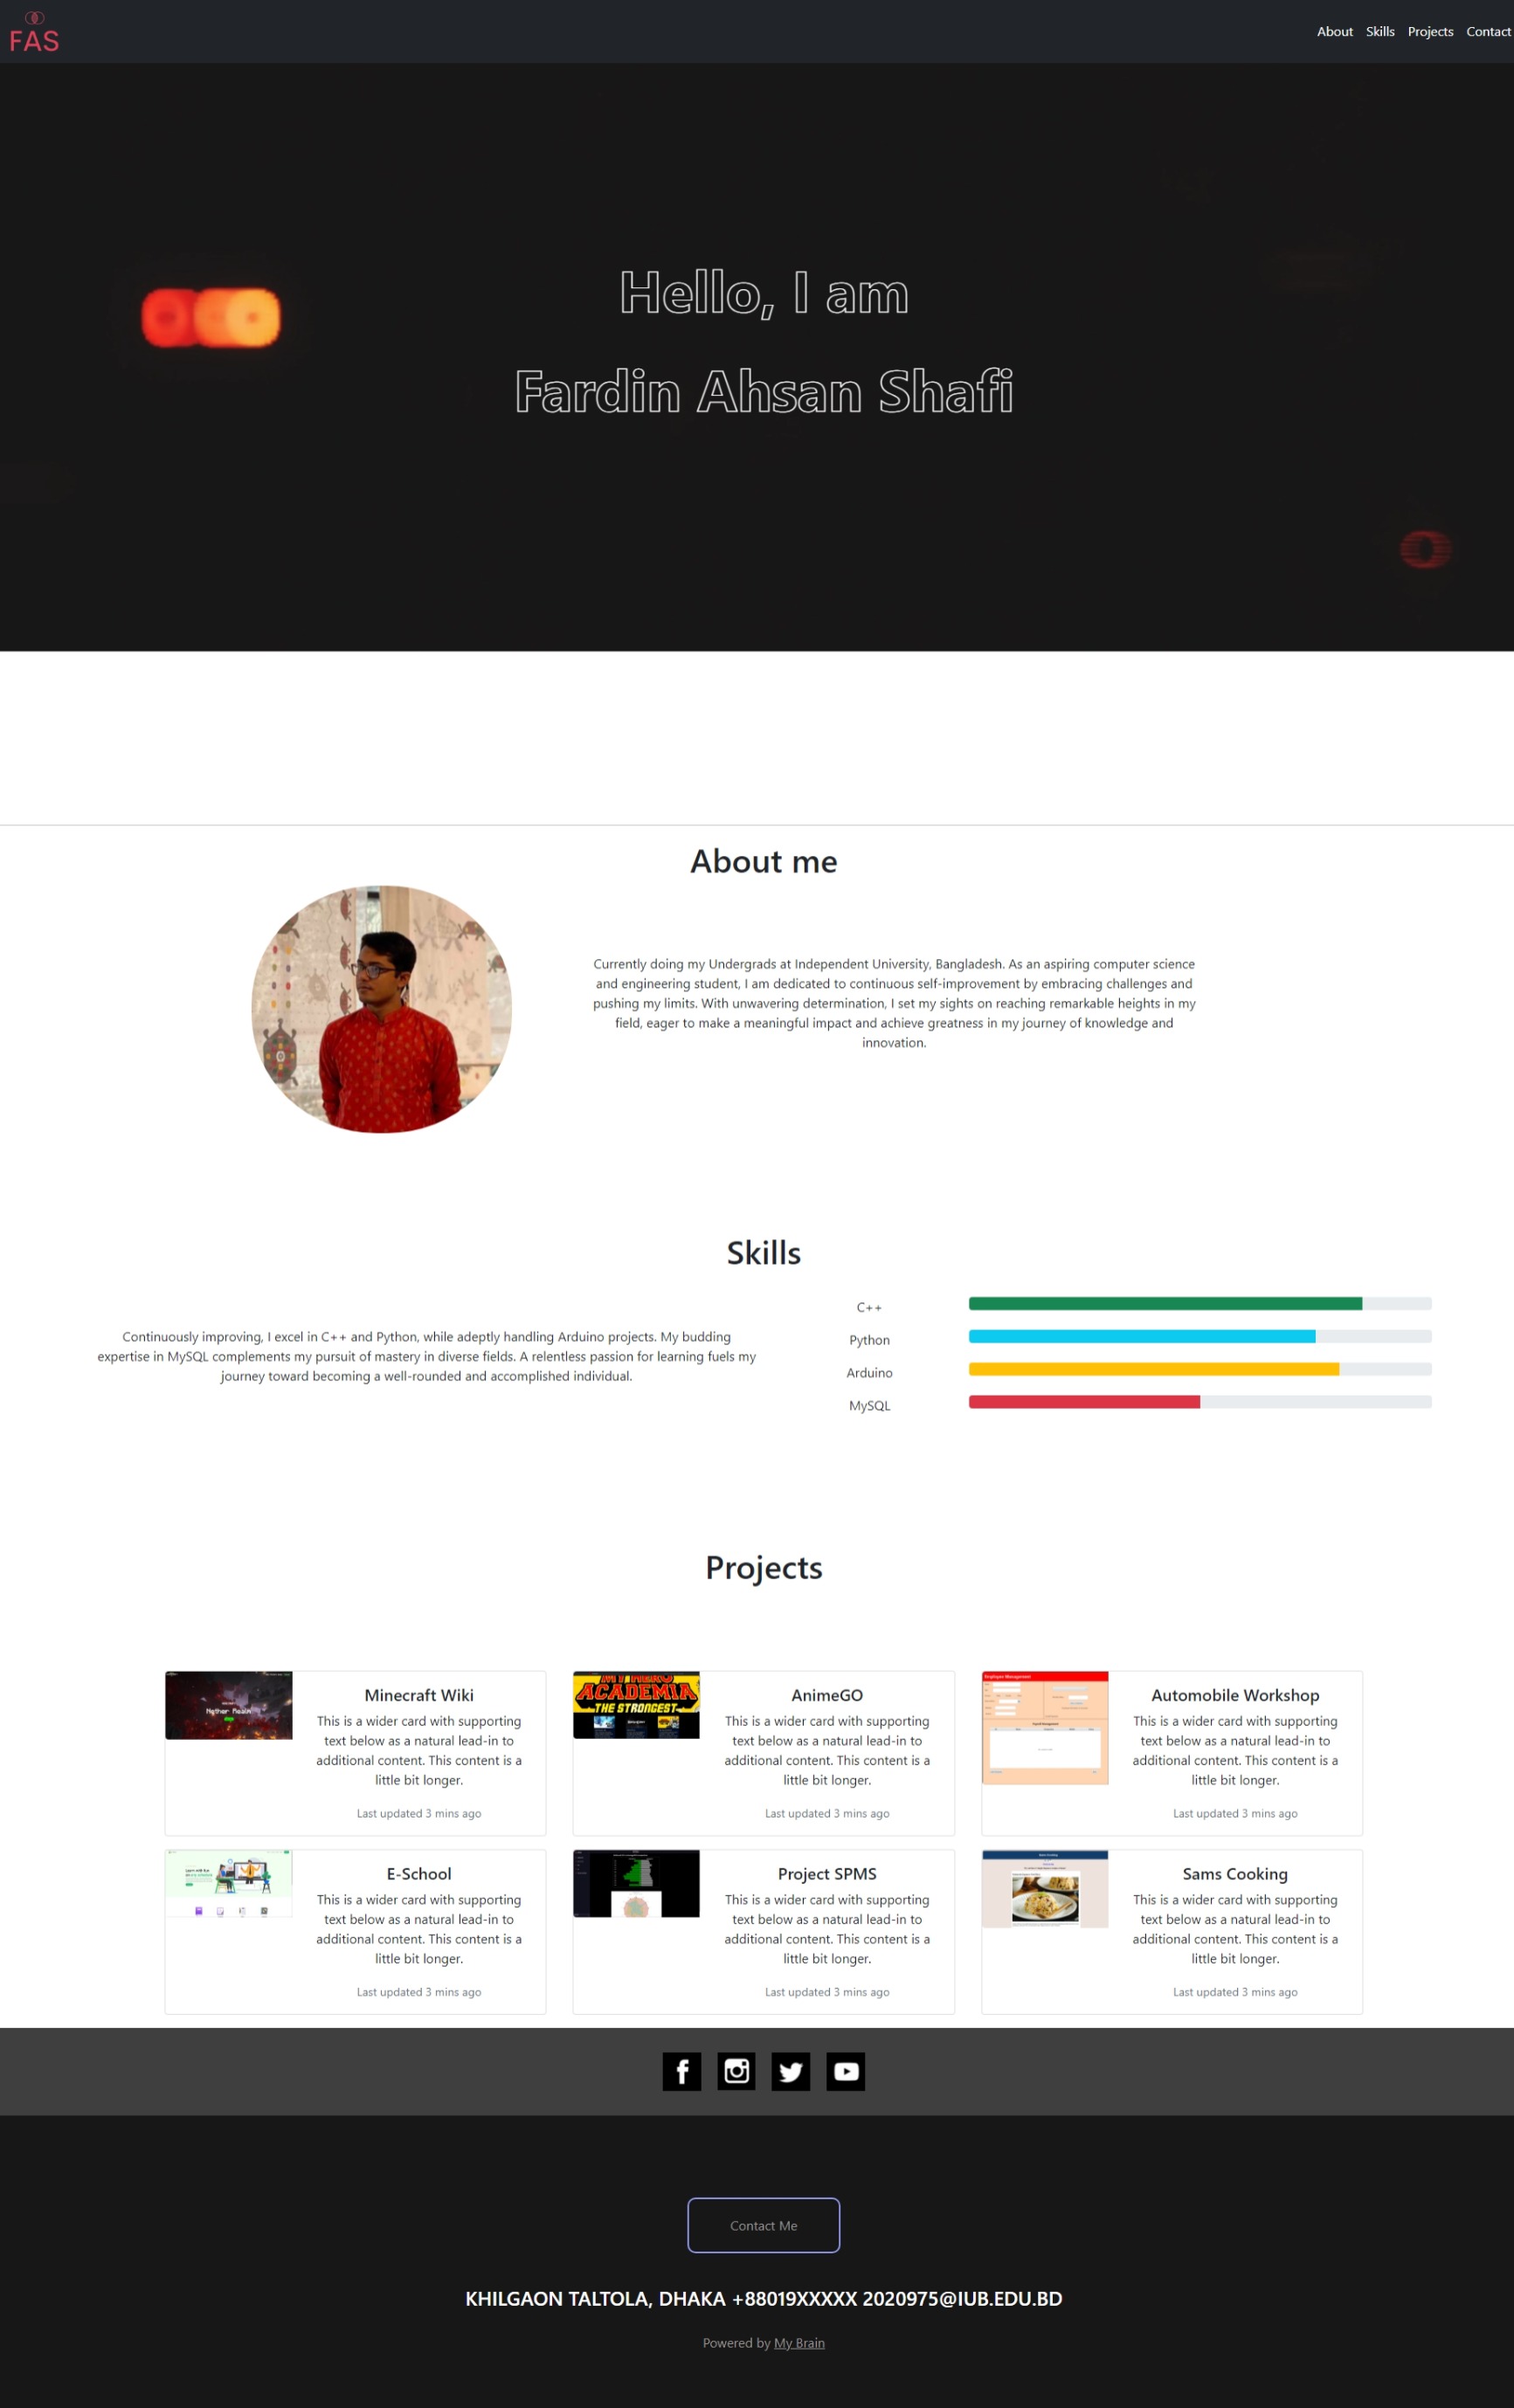 FAS
About Skills Projects Contact
Hello, I am
Fardin Ahsan Shafi
About me
Currently doing my Undergrads at Independent University, Bangladesh. As an aspiring computer science
and engineering student, I am dedicated to continuous self-improvement by embracing challenges and
pushing my limits. With unwavering determination, I set my sights on reaching remarkable heights in my
field, eager to make a meaningful impact and achieve greatness in my journey of knowledge and
innovation.
Skills
Continuously improving, I excel in C++ and Python, while adeptly handling Arduino projects. My budding
expertise in MySQL complements my pursuit of mastery in diverse fields. A relentless passion for learning fuels my
journey toward becoming a well-rounded and accomplished individual.
C++
Python
Arduino
MySQL
Projects
Nether Realm
Minecraft Wiki
This is a wider card with supporting
text below as a natural lead-in to
additional content. This content is a
little bit longer.
Last updated 3 mins ago
MY HERO
ACADEMIA
THE STRONGEST
AnimeGO
This is a wider card with supporting
text below as a natural lead-in to
additional content. This content is a
little bit longer.
Last updated 3 mins ago
Employee Management
Automobile Workshop
This is a wider card with supporting
text below as a natural lead-in to
additional content. This content is a
little bit longer.
Last updated 3 mins ago
E-School
This is a wider card with supporting
text below as a natural lead-in to
additional content. This content is a
little bit longer.
Last updated 3 mins ago
Project SPMS
This is a wider card with supporting
text below as a natural lead-in to
additional content. This content is a
little bit longer.
Last updated 3 mins ago
Sams Cooking
This is a wider card with supporting
text below as a natural lead-in to
additional content. This content is a
little bit longer.
Last updated 3 mins ago
Contact Me
KHILGAON TALTOLA, DHAKA +88019XXXXX 2020975@IUB.EDU.BD
Powered by My Brain